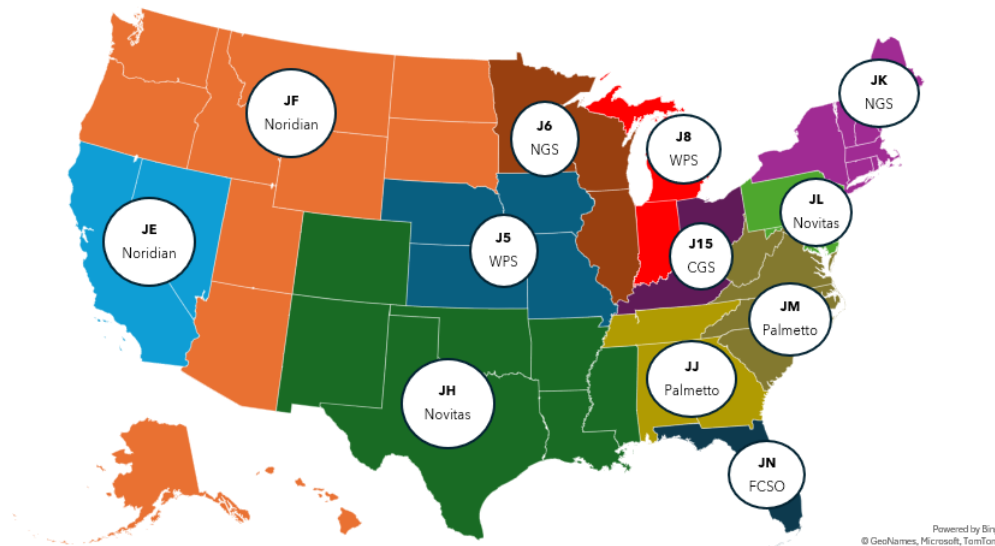 JF
Noridian
J6
NGS
J8
WPS
JK
NGS
JE
Noridian
J5
WPS
J15
CGS
JL
Novitas
JM
Palmetto
JH
Novitas
JJ
Palmetto
JN
FCSO
Powered by Bing
© GeoNames, Microsoft, TomTom